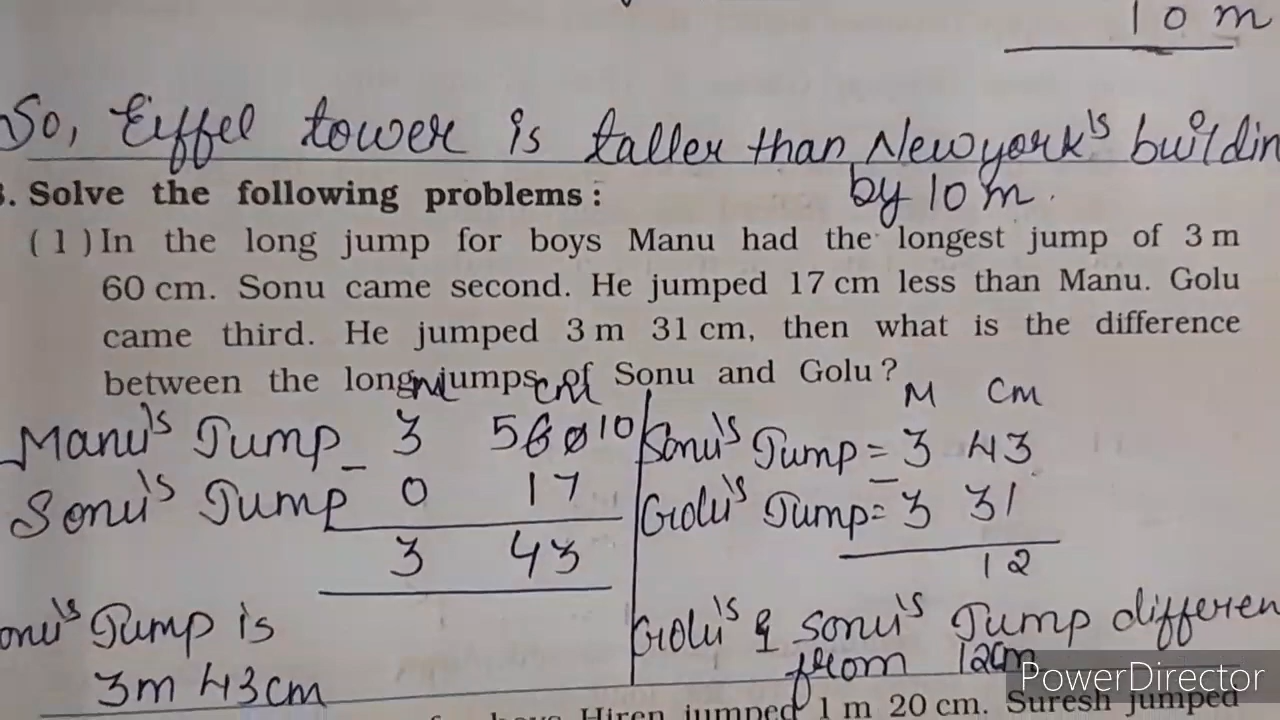 10 m
So, Eiffel tower is taller than Newyork's buildin
by 10 m.
3. Solve the following problems :
( 1 ) In the long jump for boys Manu had the longest jump of 3 m
60 cm. Sonu came second. He jumped 17 cm less than Manu. Golu
came third. He jumped 3 m 31 cm, then what is the difference
between the long jumps of Sonu and Golu ?
M cm
Manu's Jump 3 5 60 10
Sonu's Jump - 0 17
3 43
onu's Jump is
3m 43cm
M Cm
Sonu's Jump = 3 43
Golu's Jump = - 3 31
12
Golu's & Sonu's Jump differen
from 12cm
Hiren jumped 1 m 20 cm. Suresh jumped
PowerDirector